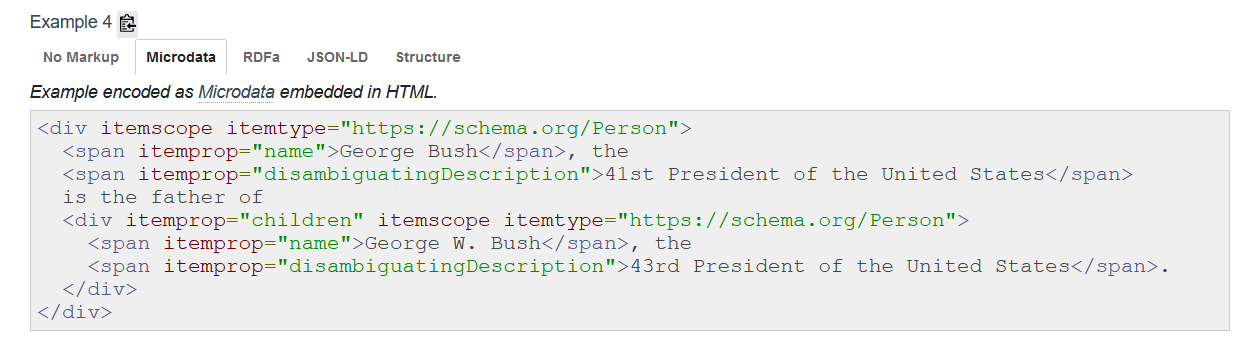 Example 4
No Markup Microdata RDFa JSON-LD Structure
Example encoded as Microdata embedded in HTML.
<div itemscope itemtype="https://schema.org/Person">
  <span itemprop="name">George Bush</span>, the
  <span itemprop="disambiguatingDescription">41st President of the United States</span>
  is the father of
  <div itemprop="children" itemscope itemtype="https://schema.org/Person">
    <span itemprop="name">George W. Bush</span>, the
    <span itemprop="disambiguatingDescription">43rd President of the United States</span>.
  </div>
</div>